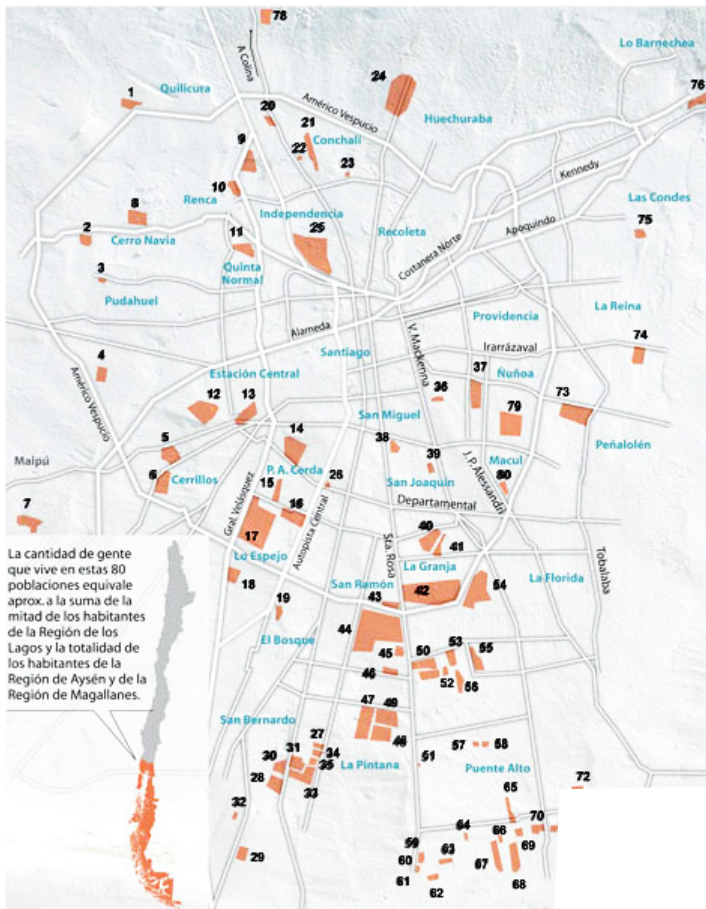 78
Lo Barnechea
A Colina
24
76
1
Quilicura
Américo Vespucio
20
21
Conchalí
Huechuraba
22
23
9
Kennedy
10
Renca
8
Independencia
Las Condes
2
Cerro Navia
11
25
Recoleta
Apoquindo
75
Costanera Norte
3
Quinta
Normal
Pudahuel
Providencia
La Reina
Alameda
V. Mackenna
Irarrázaval
74
4
Santiago
37
Ñuñoa
Estación Central
36
73
Américo Vespucio
12
13
San Miguel
79
14
38
Peñalolén
5
39
J. P. Alessandri
Macul
Maipú
6
Cerrillos
15
P. A. Cerda
26
San Joaquín
80
7
Gral. Velásquez
16
Autopista Central
Departamental
17
Sta. Rosa
40
41
Tobalaba
Lo Espejo
La Granja
18
San Ramón
42
54
La Florida
19
43
44
El Bosque
45
50
53
55
46
52
56
47
49
San Bernardo
48
27
57
58
30
31
34
35
La Pintana
51
Puente Alto
28
33
72
65
32
64
66
70
59
69
29
60
63
67
61
62
68
La cantidad de gente
que vive en estas 80
poblaciones equivale
aprox. a la suma de la
mitad de los habitantes
de la Región de los
Lagos y la totalidad de
los habitantes de la
Región de Aysén y de la
Región de Magallanes.